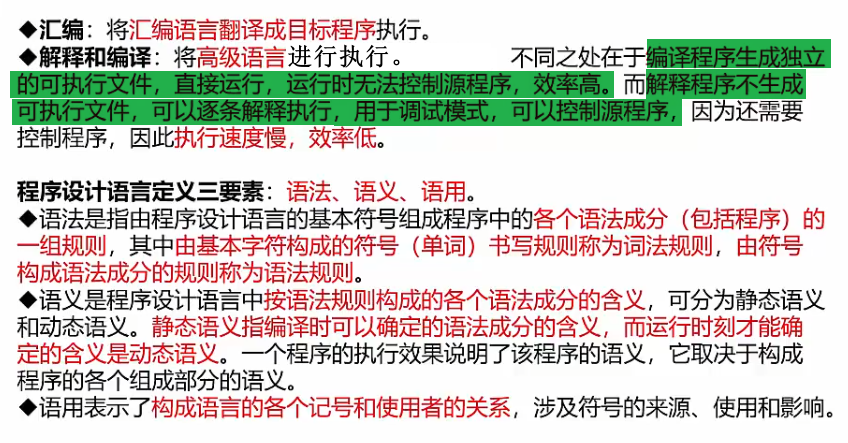 ◆汇编：将汇编语言翻译成目标程序执行。
◆解释和编译：将高级语言进行执行。 不同之处在于编译程序生成独立
的可执行文件，直接运行，运行时无法控制源程序，效率高。而解释程序不生成
可执行文件，可以逐条解释执行，用于调试模式，可以控制源程序，因为还需要
控制程序，因此执行速度慢，效率低。
程序设计语言定义三要素：语法、语义、语用。
◆语法是指由程序设计语言的基本符号组成程序中的各个语法成分（包括程序）的
一组规则，其中由基本字符构成的符号（单词）书写规则称为词法规则，由符号
构成语法成分的规则称为语法规则。
◆语义是程序设计语言中按语法规则构成的各个语法成分的含义，可分为静态语义
和动态语义。静态语义指编译时可以确定的语法成分的含义，而运行时刻才能确
定的含义是动态语义。一个程序的执行效果说明了该程序的语义，它取决于构成
程序的各个组成部分的语义。
◆语用表示了构成语言的各个记号和使用者的关系，涉及符号的来源、使用和影响。